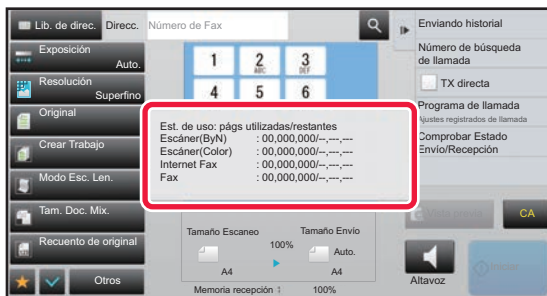 Lib. de direc.
Direcc.
Número de Fax
Exposición
Auto.
Resolución
Superfino
Original
Crear Trabajo
Modo Esc. Len.
Tam. Doc. Mix.
Recuento de original
Otros
1
2
ABC
3
DEF
4
5
6
Est. de uso: págs utilizadas/restantes
Escáner(ByN) : 00,000,000/--,---,---
Escáner(Color) : 00,000,000/--,---,---
Internet Fax : 00,000,000/--,---,---
Fax : 00,000,000/--,---,---
Tamaño Escaneo
Tamaño Envío
100%
Auto.
A4
A4
Memoria recepción : 100%
Enviando historial
Número de búsqueda
de llamada
TX directa
Programa de llamada
Ajustes registrados de llamada
Comprobar Estado
Envío/Recepción
CA
Altavoz
Iniciar